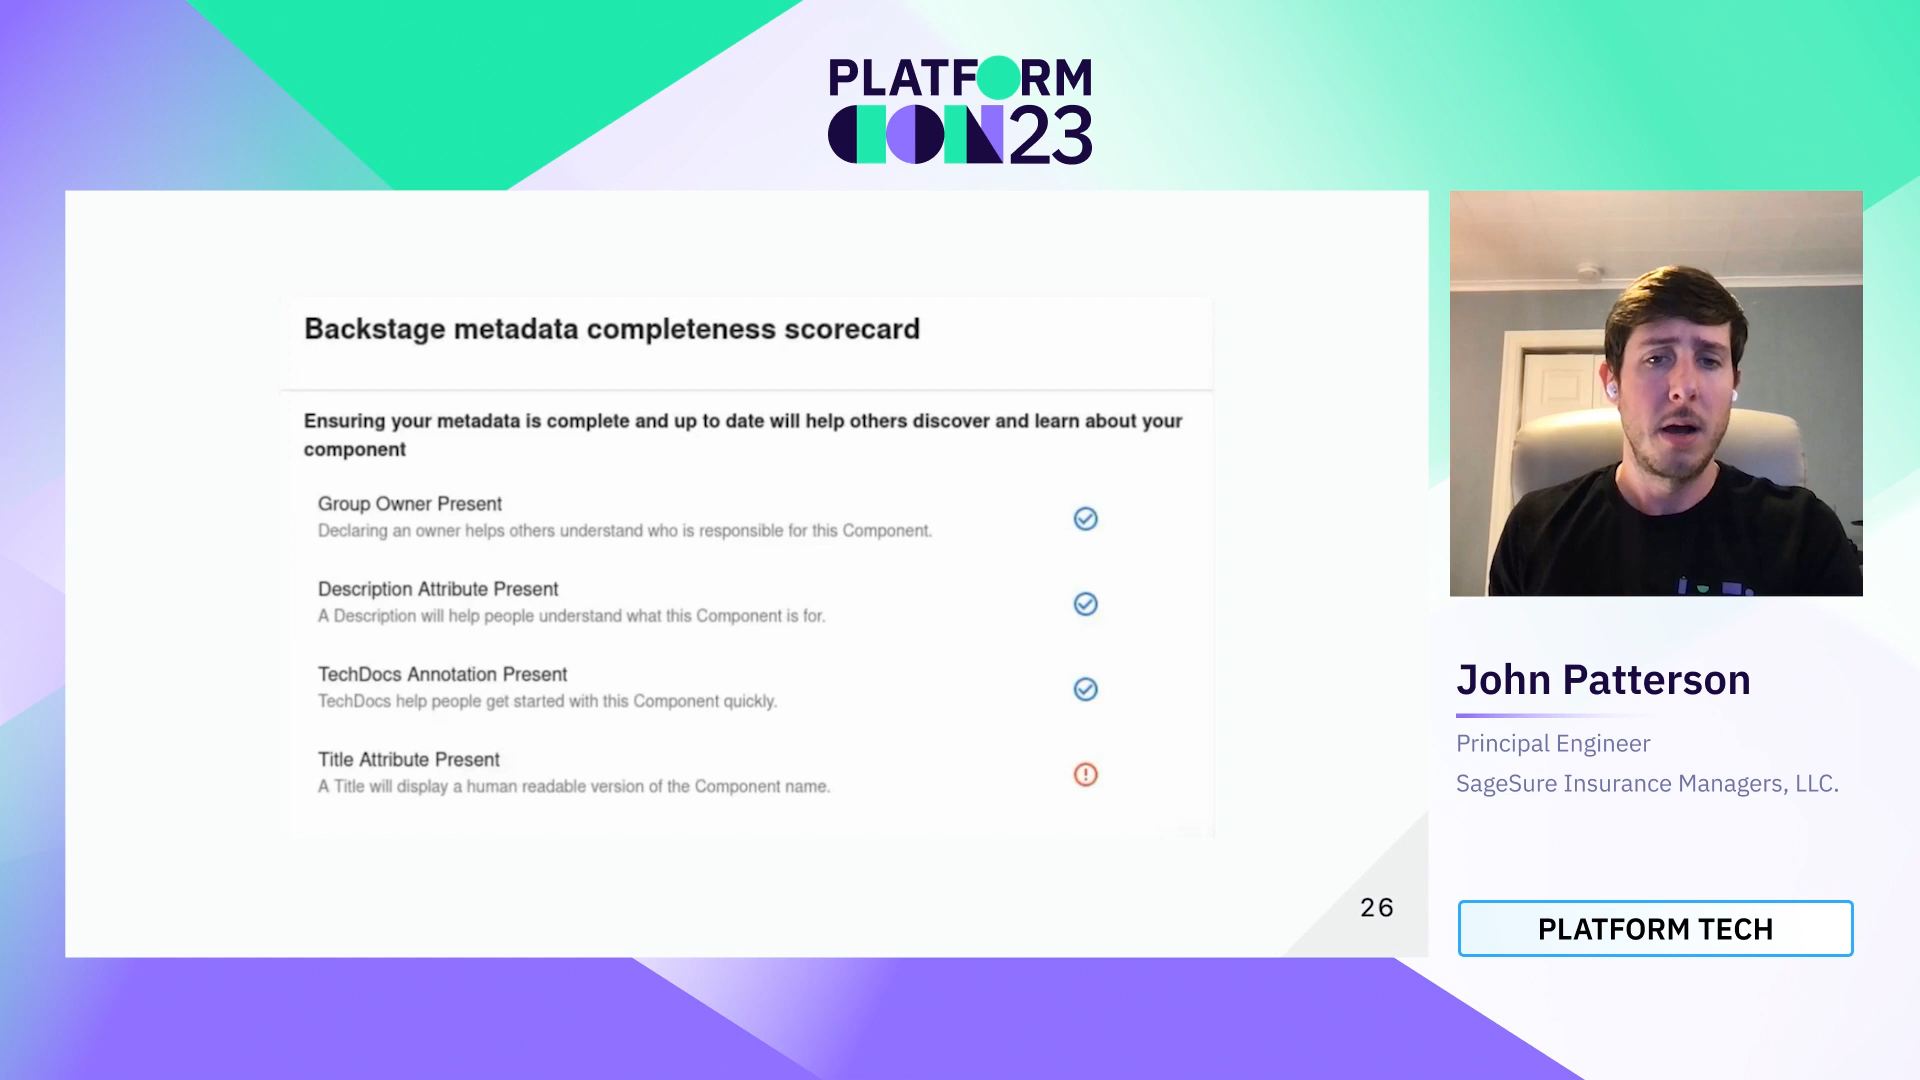 PLATFORM
CON23
Backstage metadata completeness scorecard
Ensuring your metadata is complete and up to date will help others discover and learn about your
component
Group Owner Present
Declaring an owner helps others understand who is responsible for this Component.
Description Attribute Present
A Description will help people understand what this Component is for.
TechDocs Annotation Present
TechDocs help people get started with this Component quickly.
Title Attribute Present
A Title will display a human readable version of the Component name.
26
John Patterson
Principal Engineer
SageSure Insurance Managers, LLC.
PLATFORM TECH